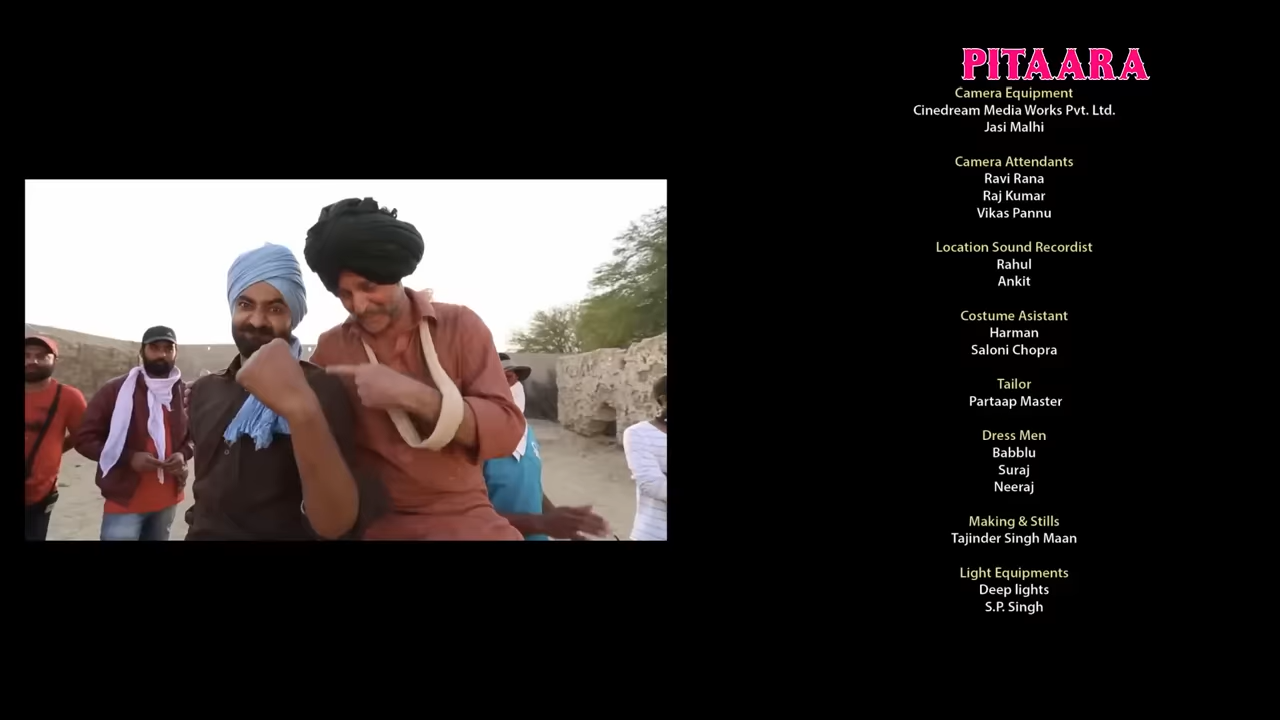 PITAARA
Camera Equipment
Cinedream Media Works Pvt. Ltd.
Jasi Malhi
Camera Attendants
Ravi Rana
Raj Kumar
Vikas Pannu
Location Sound Recordist
Rahul
Ankit
Costume Asistant
Harman
Saloni Chopra
Tailor
Partaap Master
Dress Men
Babblu
Suraj
Neeraj
Making & Stills
Tajinder Singh Maan
Light Equipments
Deep lights
S.P. Singh